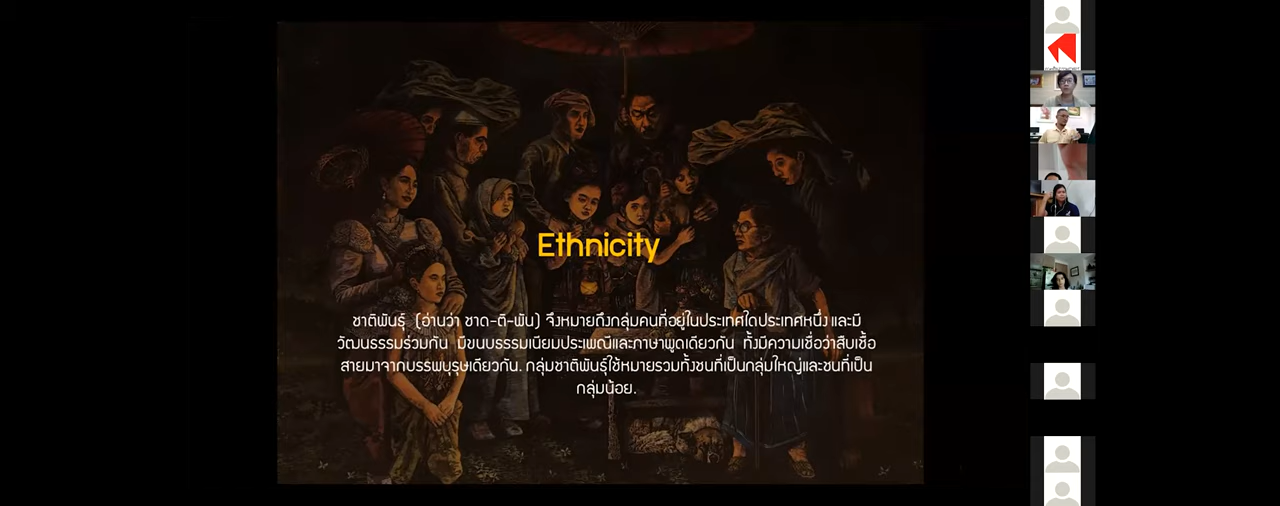 Ethnicity
ชาติพันธุ์ (อ่านว่า ชาด-ติ-พัน) จึงหมายถึงกลุ่มคนที่อยู่ในประเทศใดประเทศหนึ่ง และมี
วัฒนธรรมร่วมกัน มีขนบธรรมเนียมประเพณีและภาษาพูดเดียวกัน ทั้งมีความเชื่อว่าสืบเชื้อ
สายมาจากบรรพบุรุษเดียวกัน. กลุ่มชาติพันธุ์ใช้หมายรวมทั้งชนที่เป็นกลุ่มใหญ่และชนที่เป็น
กลุ่มน้อย.